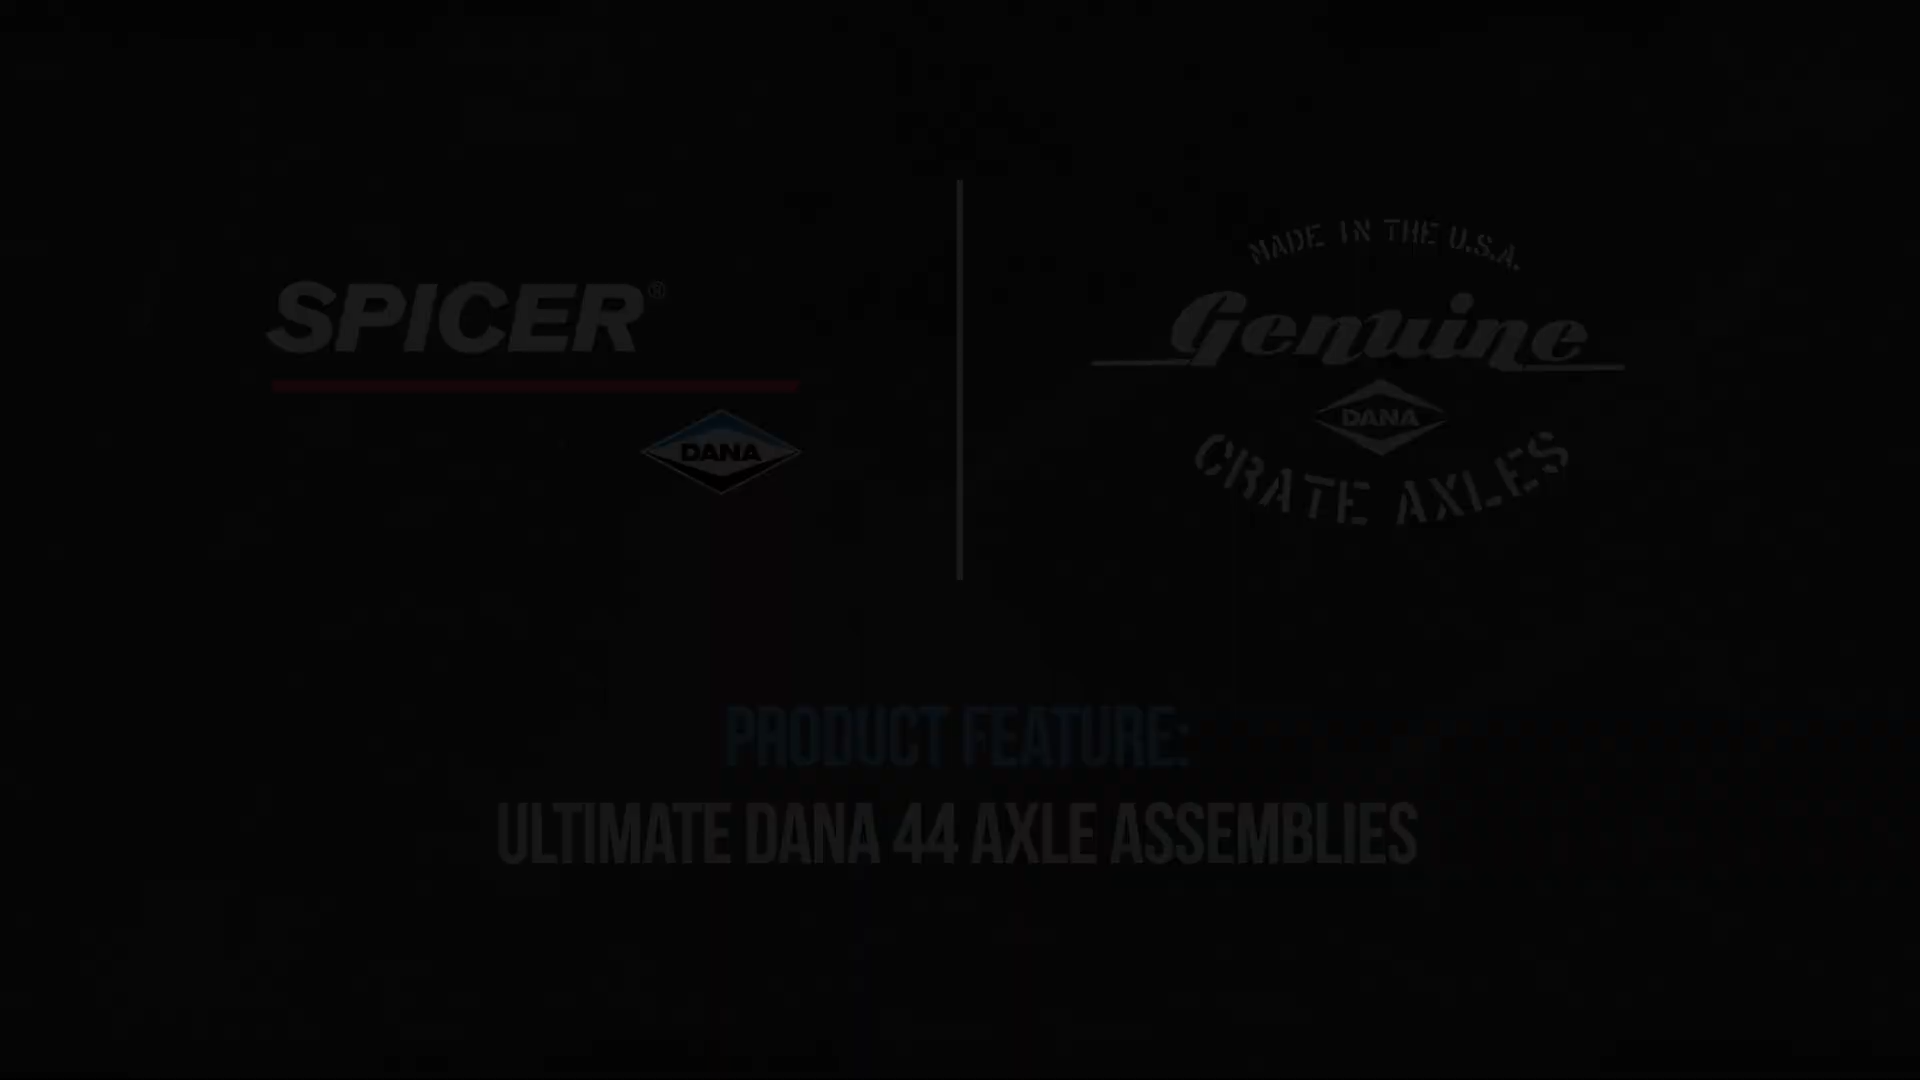 SPICER®
DANA
MADE IN THE U.S.A.
Genuine
DANA
CRATE AXLES
PRODUCT FEATURE:
ULTIMATE DANA 44 AXLE ASSEMBLIES